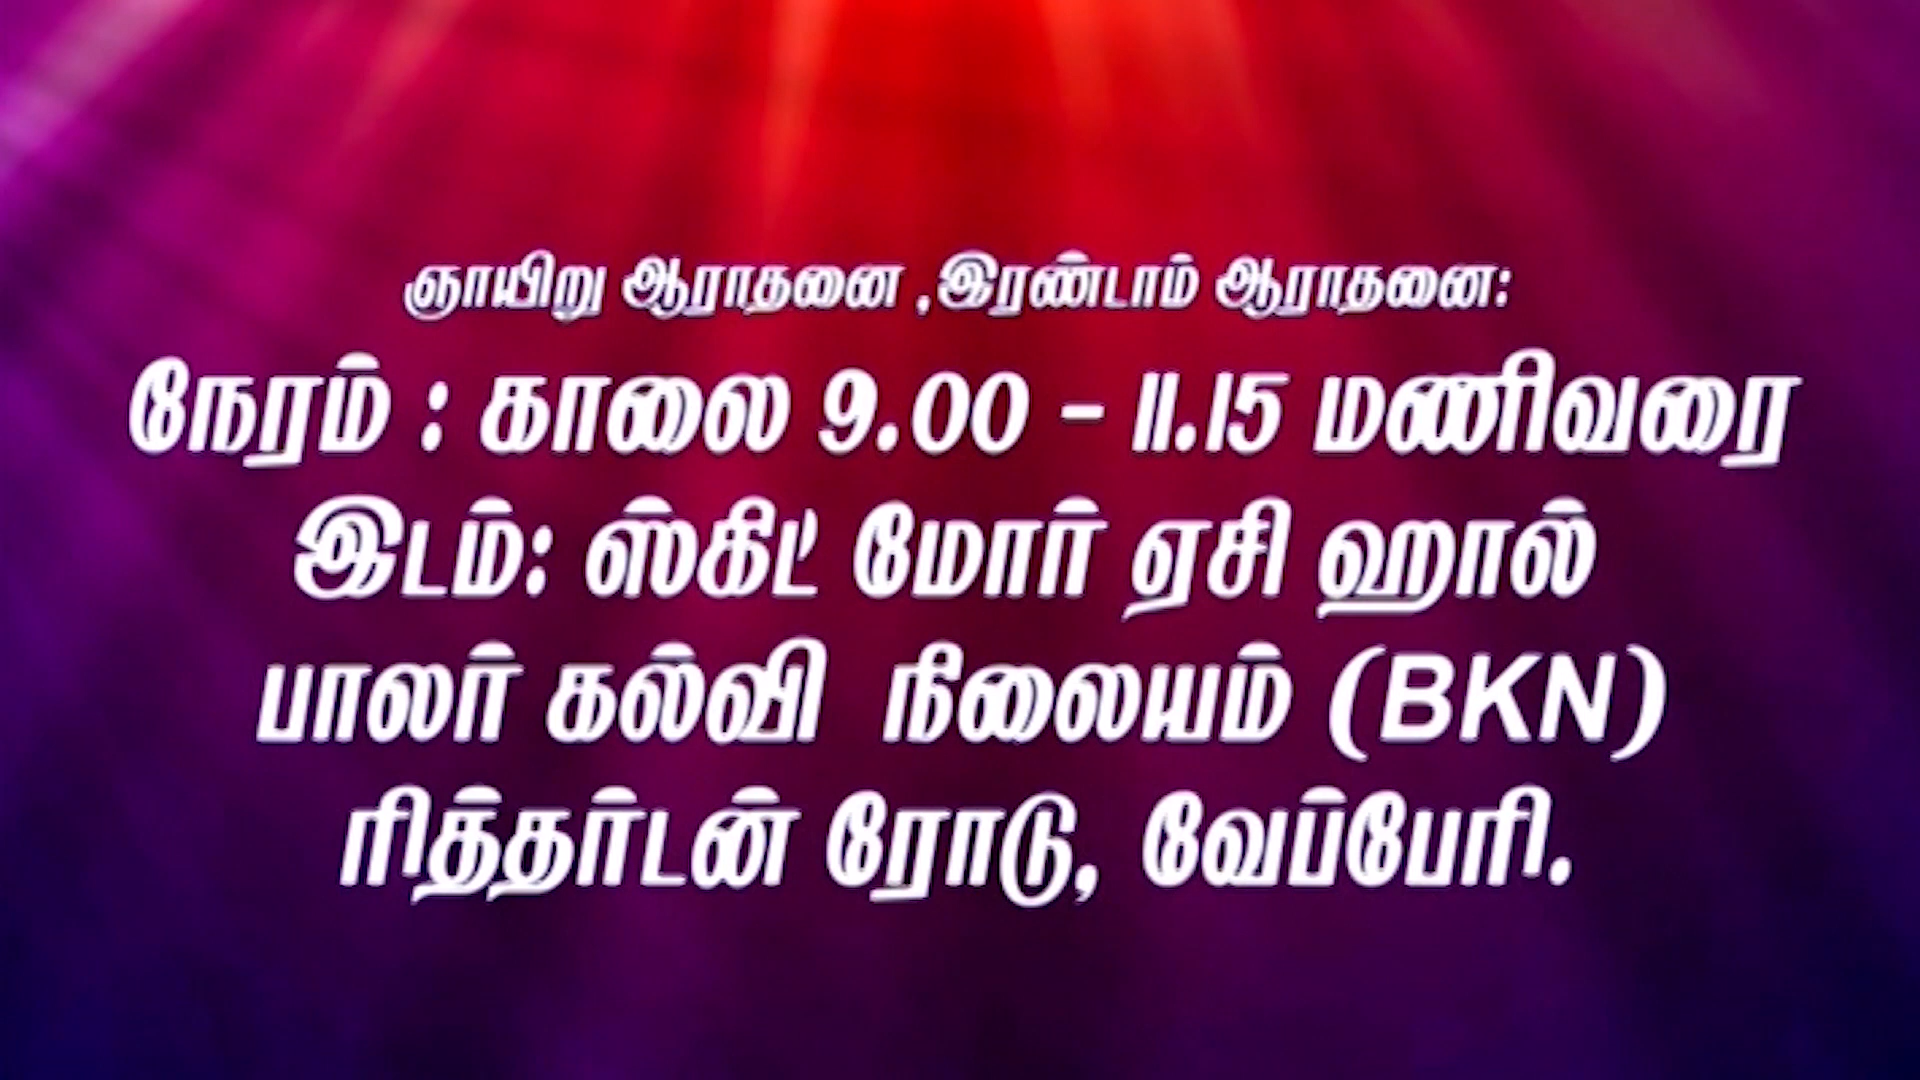 ஞாயிறு ஆராதனை ,இரண்டாம் ஆராதனை:
நேரம் : காலை 9.00 - 11.15 மணிவரை
இடம்: ஸ்கிட் மோர் ஏசி ஹால்
பாலர் கல்வி நிலையம் (BKN)
ரித்தர்டன் ரோடு, வேப்பேரி.